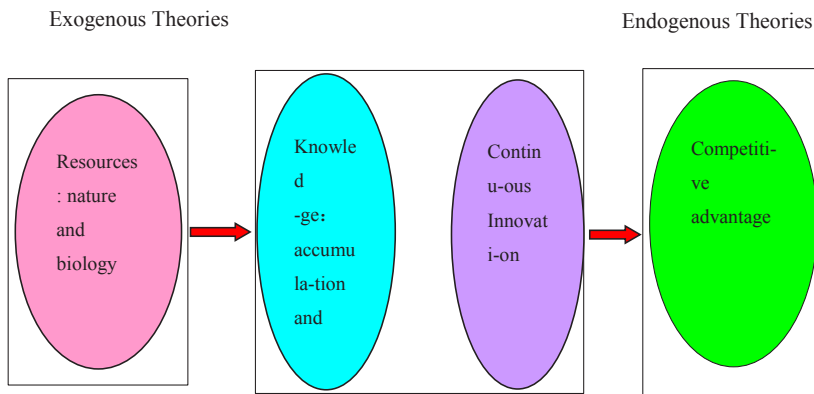 Exogenous Theories
Endogenous Theories
Resources
: nature
and
biology
Knowled
-ge：
accumu
la-tion
and
Contin
u-ous
Innovat
i-on
Competiti-
ve
advantage